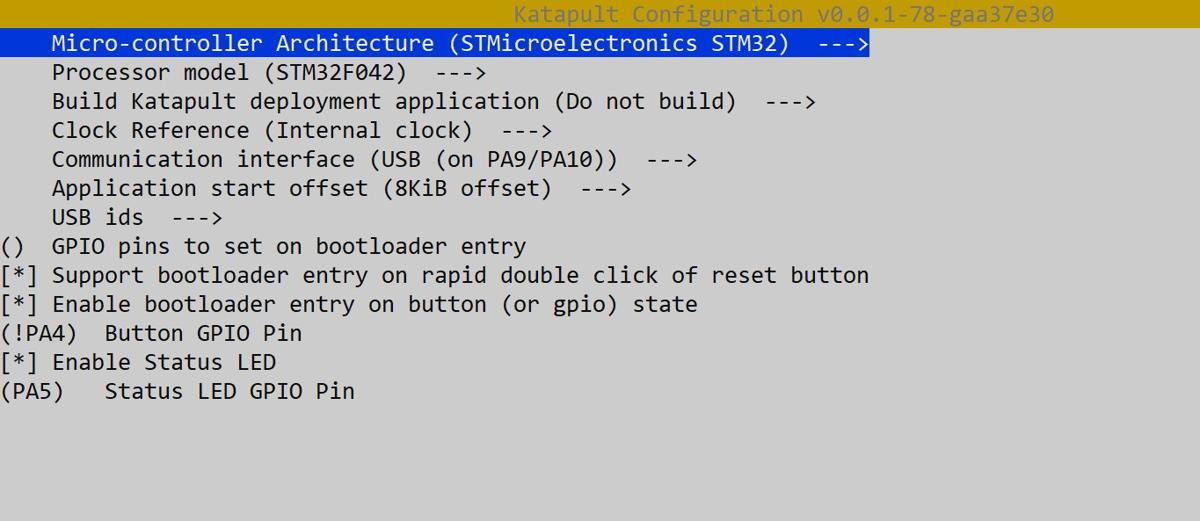 Katapult Configuration v0.0.1-78-gaa37e30
Micro-controller Architecture (STMicroelectronics STM32)  --->
Processor model (STM32F042)  --->
Build Katapult deployment application (Do not build)  --->
Clock Reference (Internal clock)  --->
Communication interface (USB (on PA9/PA10))  --->
Application start offset (8KiB offset)  --->
USB ids  --->
()  GPIO pins to set on bootloader entry
[*] Support bootloader entry on rapid double click of reset button
[*] Enable bootloader entry on button (or gpio) state
(!PA4)  Button GPIO Pin
[*] Enable Status LED
(PA5)   Status LED GPIO Pin